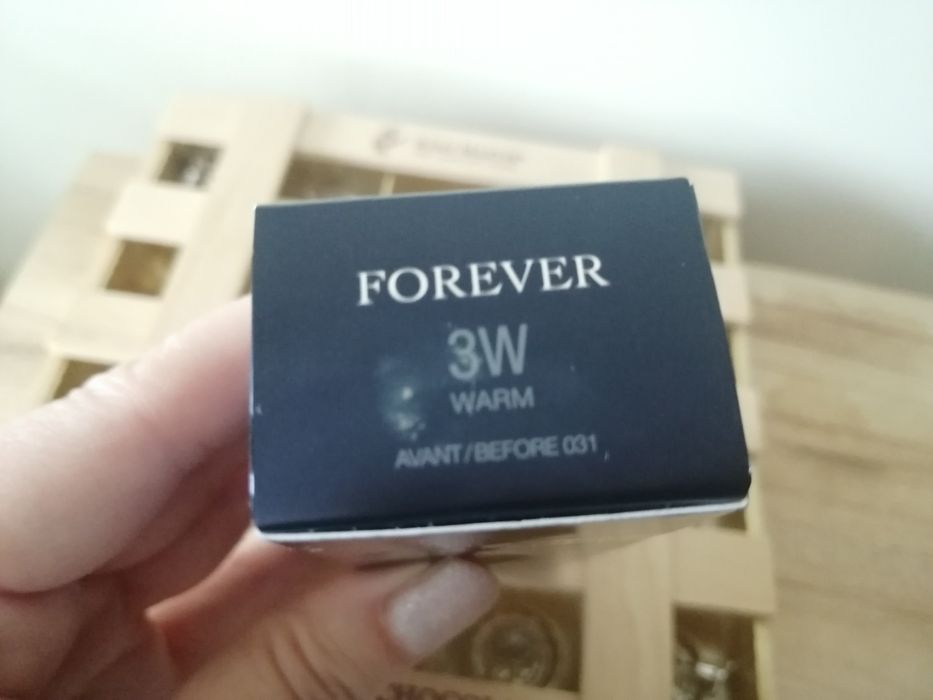 FOREVER
3W
WARM
AVANT/BEFORE 031